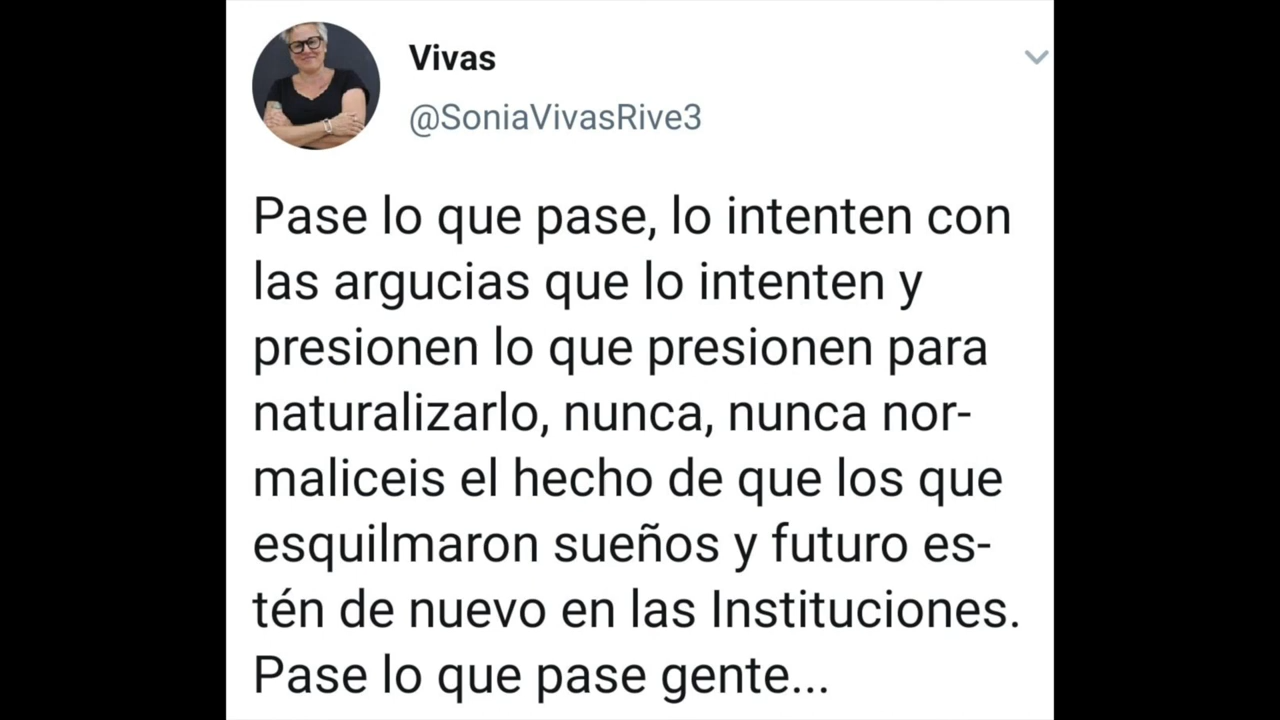 Vivas
@SoniaVivasRive3
Pase lo que pase, lo intenten con
las argucias que lo intenten y
presionen lo que presionen para
naturalizarlo, nunca, nunca nor-
maliceis el hecho de que los que
esquilmaron sueños y futuro es-
tén de nuevo en las Instituciones.
Pase lo que pase gente...